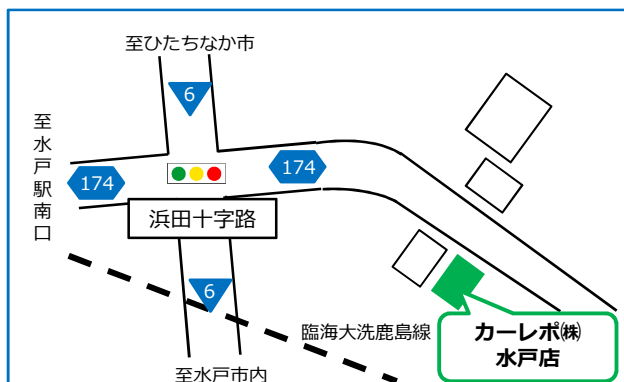 至ひたちなか市
6
至水戸駅南口
174
174
浜田十字路
6
臨海大洗鹿島線
カーレポ㈱
水戸店
至水戸市内